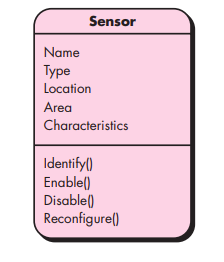 Sensor
Name
Type
Location
Area
Characteristics
Identify()
Enable()
Disable()
Reconfigure()